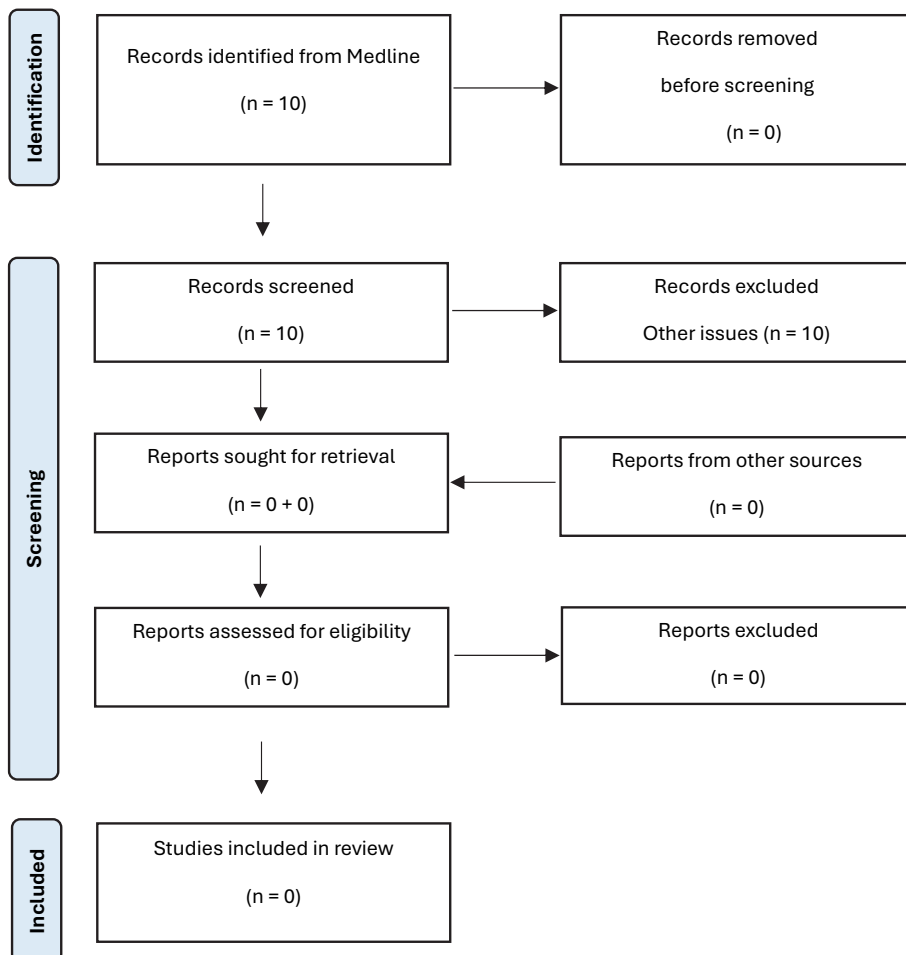 Identification
Records identified from Medline
(n = 10)
Records removed
before screening
(n = 0)
Screening
Records screened
(n = 10)
Records excluded
Other issues (n = 10)
Reports sought for retrieval
(n = 0 + 0)
Reports from other sources
(n = 0)
Reports assessed for eligibility
(n = 0)
Reports excluded
(n = 0)
Included
Studies included in review
(n = 0)